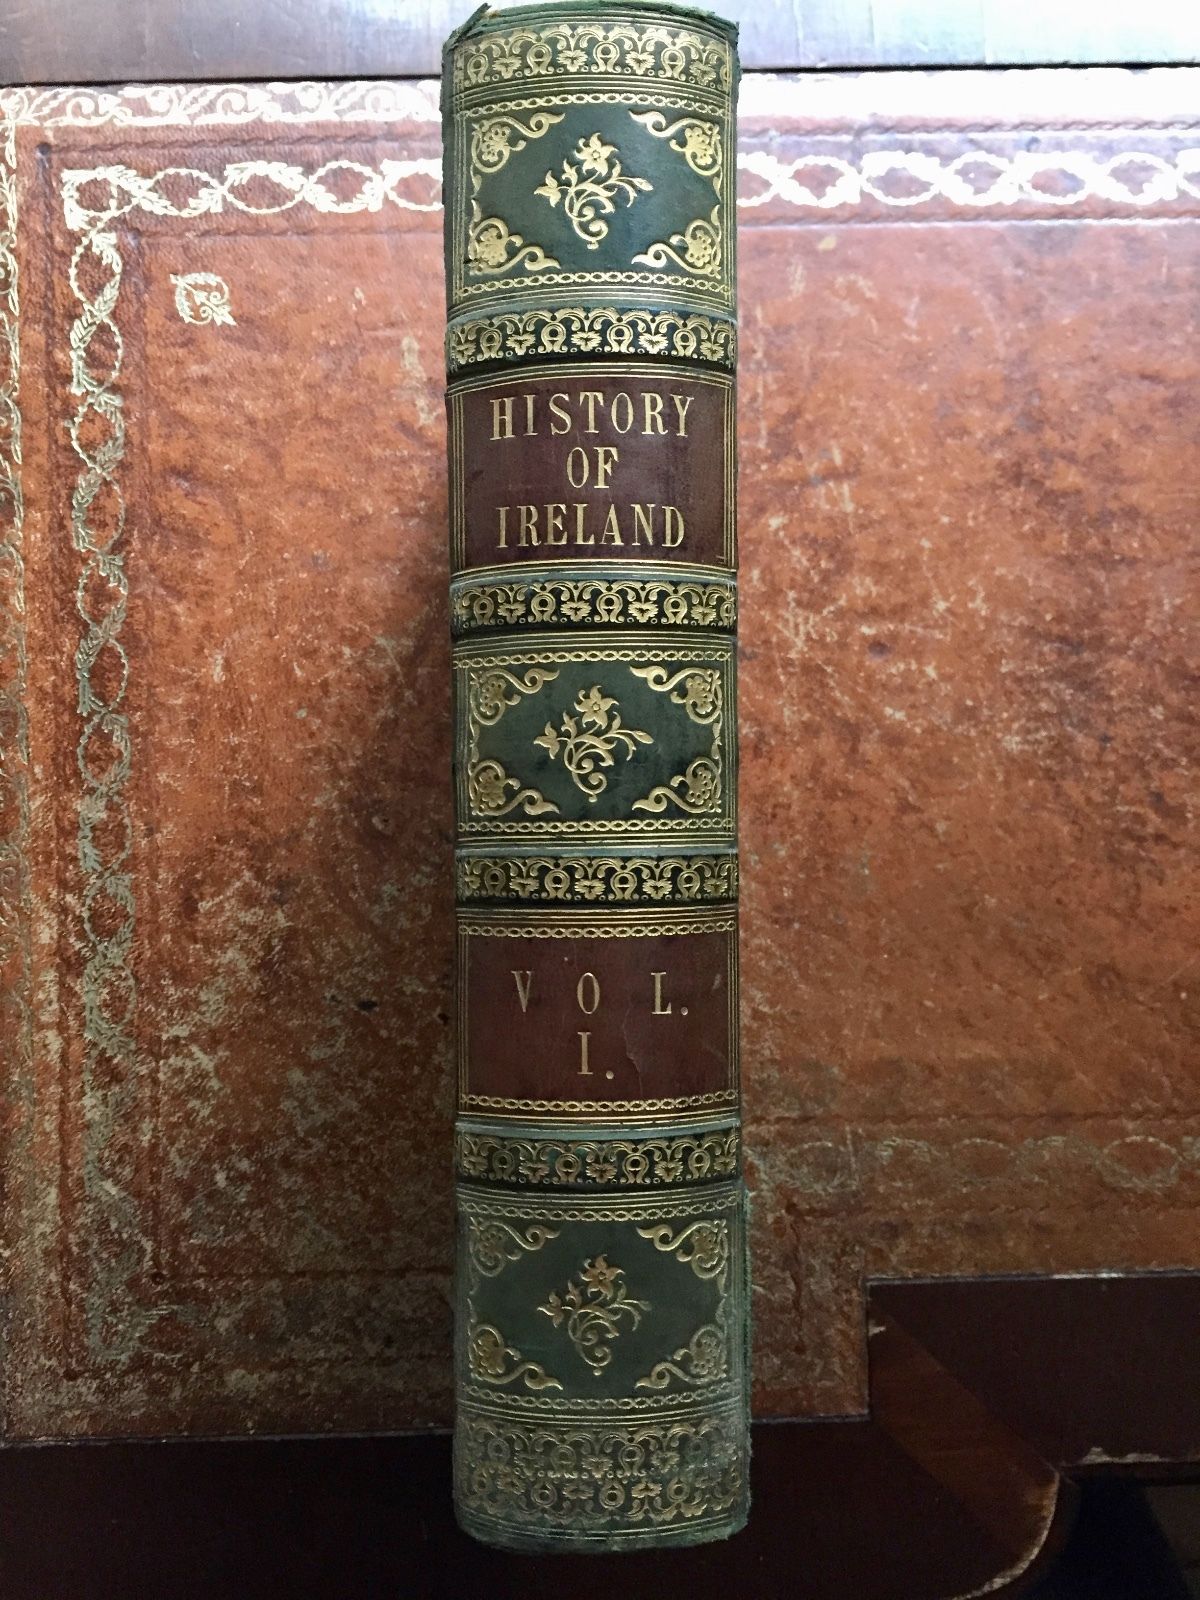 HISTORY
OF
IRELAND
VOL.
I.